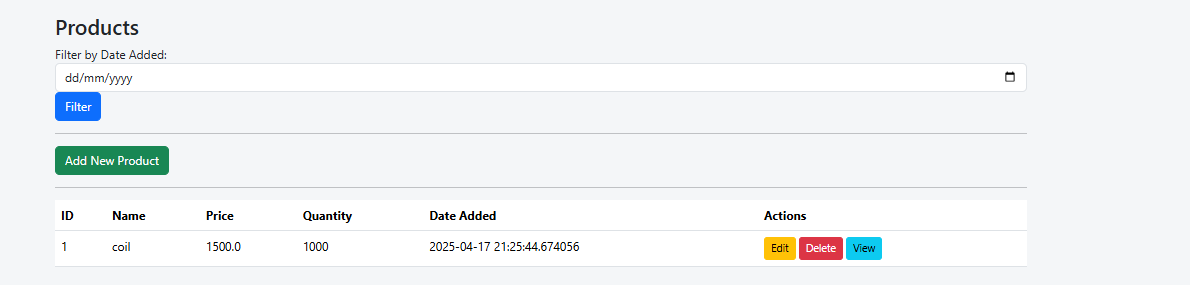 Products
Filter by Date Added:
dd/mm/yyyy
Filter
Add New Product
ID Name Price Quantity Date Added Actions
1 coil 1500.0 1000 2025-04-17 21:25:44.674056 Edit Delete View